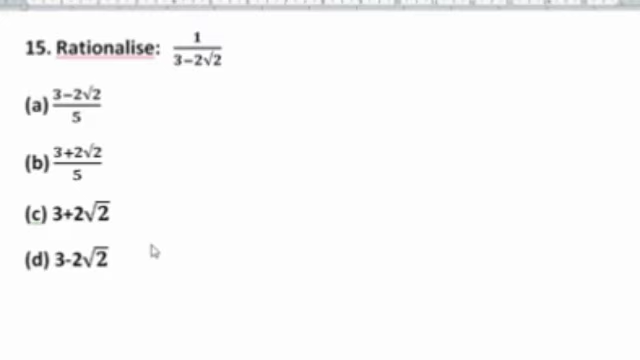 15. Rationalise: 1/(3−2√2)
(a) (3−2√2)/5
(b) (3+2√2)/5
(c) 3+2√2
(d) 3-2√2